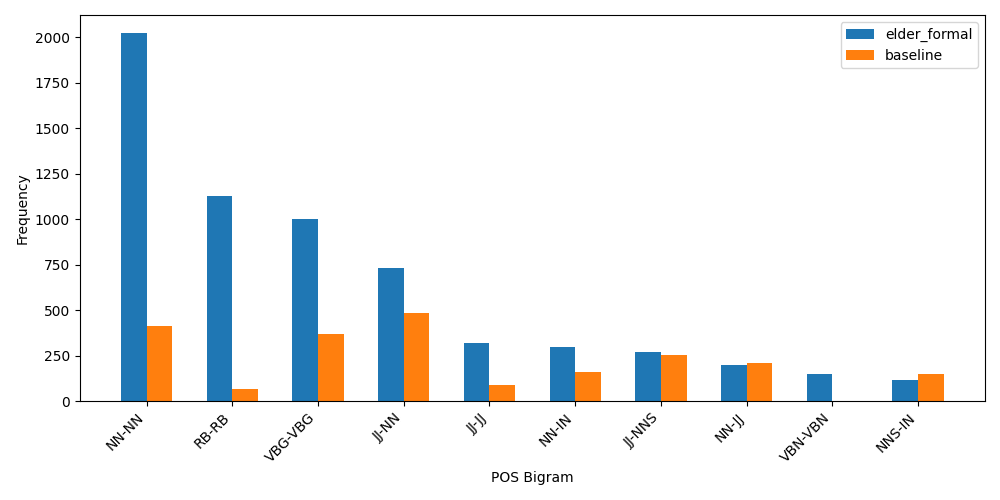 elder_formal
baseline
Frequency
2000
1750
1500
1250
1000
750
500
250
0
NN-NN
RB-RB
VBG-VBG
JJ-NN
JJ-JJ
NN-IN
JJ-NNS
NN-JJ
VBN-VBN
NNS-IN
POS Bigram